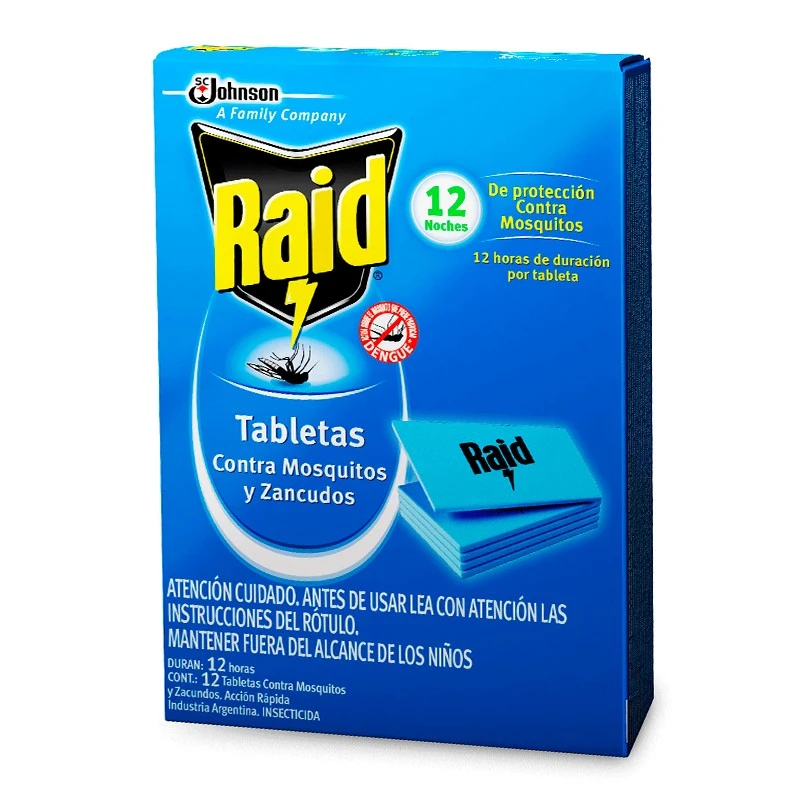 SC Johnson
A Family Company
Raid
®
12
Noches
De protección
Contra
Mosquitos
12 horas de duración
por tableta
DENGUE
Tabletas
Contra Mosquitos
y Zancudos
Raid
ATENCIÓN CUIDADO. ANTES DE USAR LEA CON ATENCIÓN LAS
INSTRUCCIONES DEL RÓTULO.
MANTENER FUERA DEL ALCANCE DE LOS NIÑOS
DURAN: 12 horas
CONT.: 12 Tabletas Contra Mosquitos
y Zacundos. Acción Rápida
Industria Argentina. INSECTICIDA